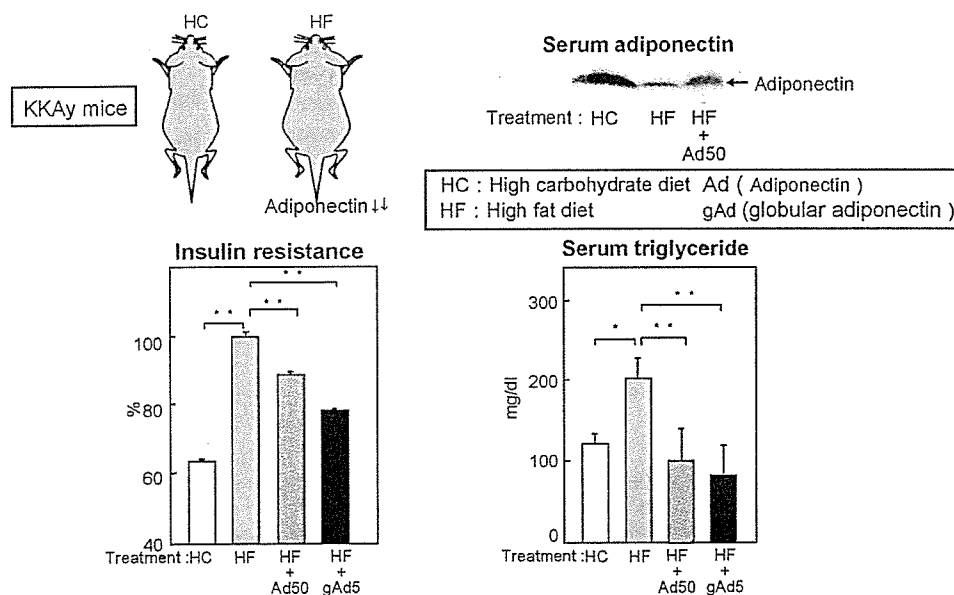 HC HF
KKAy mice
Adiponectin ↓↓
Serum adiponectin
← Adiponectin
Treatment : HC HF HF
+
Ad50
HC : High carbohydrate diet Ad ( Adiponectin )
HF : High fat diet gAd (globular adiponectin )
Insulin resistance
* *
* *
* *
100
80
60
40
%
Treatment :HC HF HF HF
+ +
Ad50 gAd5
Serum triglyceride
* *
* * *
300
200
100
0
mg/dl
Treatment : HC HF HF HF
+ +
Ad50 gAd5